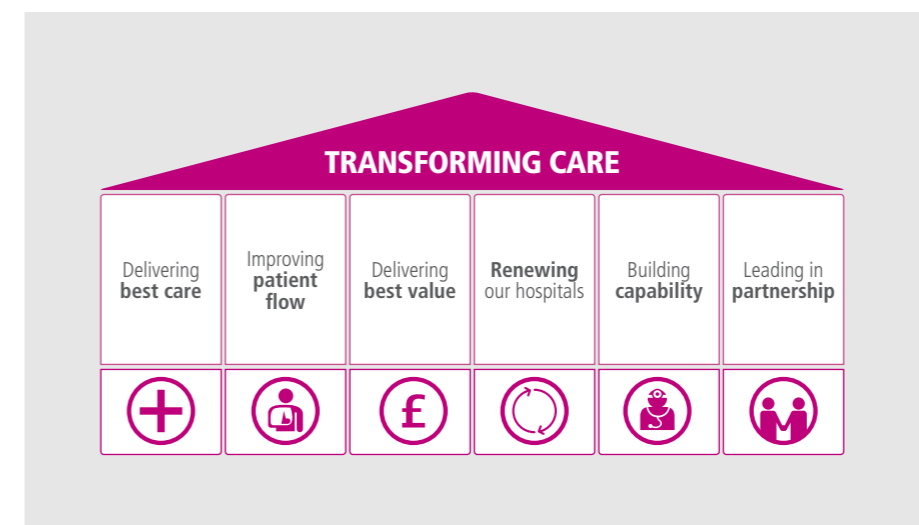 TRANSFORMING CARE
Delivering
best care
Improving
patient
flow
Delivering
best value
Renewing
our hospitals
Building
capability
Leading in
partnership
£